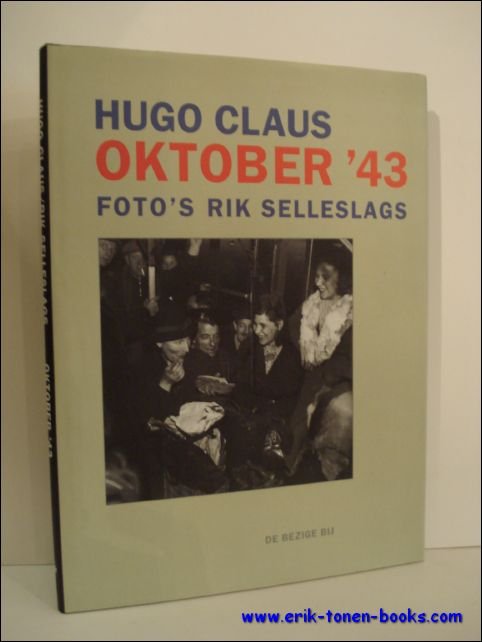 HUGO CLAUS
OKTOBER '43
FOTO'S RIK SELLESLAGS
DE BEZIGE BIJ
HUGO CLAUS/RIK SELLESLAGS OKTOBER '43
www.erik-tonen-books.com